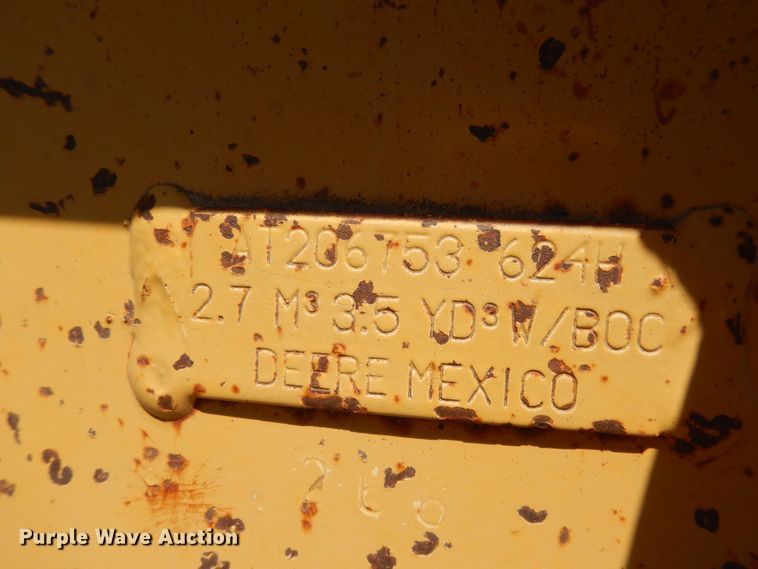 AT206753 624H
2.7 M³ 3.5 YD³ W/BOC
DEERE MEXICO
Purple Wave Auction